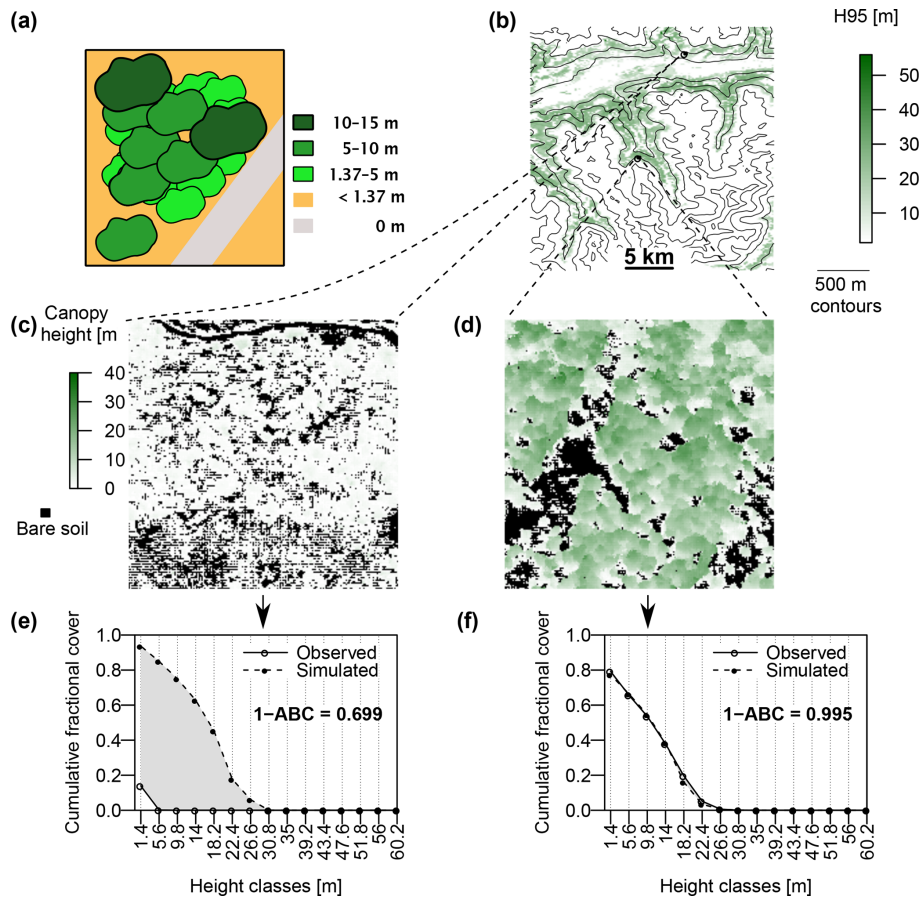 (a)
10–15 m
5–10 m
1.37–5 m
< 1.37 m
0 m
(b)
5 km
H95 [m]
50
40
30
20
10
500 m
contours
(c)
Canopy
height [m
40
30
20
10
0
Bare soil
(d)
(e)
Cumulative fractional cover
1.0
0.8
0.6
0.4
0.2
0.0
Observed
Simulated
1−ABC = 0.699
1.4 5.6 9.8 14 18.2 22.4 26.6 30.8 35 39.2 43.4 47.6 51.8 56 60.2
Height classes [m]
(f)
Cumulative fractional cover
1.0
0.8
0.6
0.4
0.2
0.0
Observed
Simulated
1−ABC = 0.995
1.4 5.6 9.8 14 18.2 22.4 26.6 30.8 35 39.2 43.4 47.6 51.8 56 60.2
Height classes [m]